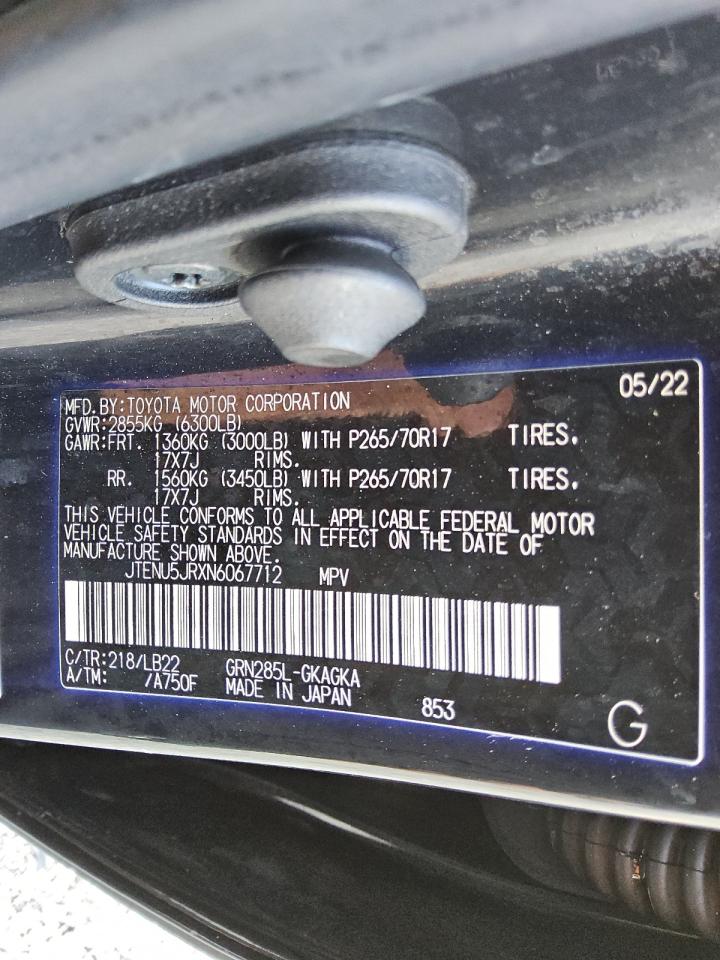 05/22
MFD.BY:TOYOTA MOTOR CORPORATION
GVWR:2855KG (6300LB)
GAWR:FRT. 1360KG (3000LB) WITH P265/70R17 TIRES.
17X7J RIMS.
RR. 1560KG (3450LB) WITH P265/70R17 TIRES.
17X7J RIMS.
THIS VEHICLE CONFORMS TO ALL APPLICABLE FEDERAL MOTOR
VEHICLE SAFETY STANDARDS IN EFFECT ON THE DATE OF
MANUFACTURE SHOWN ABOVE.
JTENU5JRXN6067712 MPV
C/TR:218/LB22 GRN285L-GKAGKA
A/TM: /A750F MADE IN JAPAN 853
G